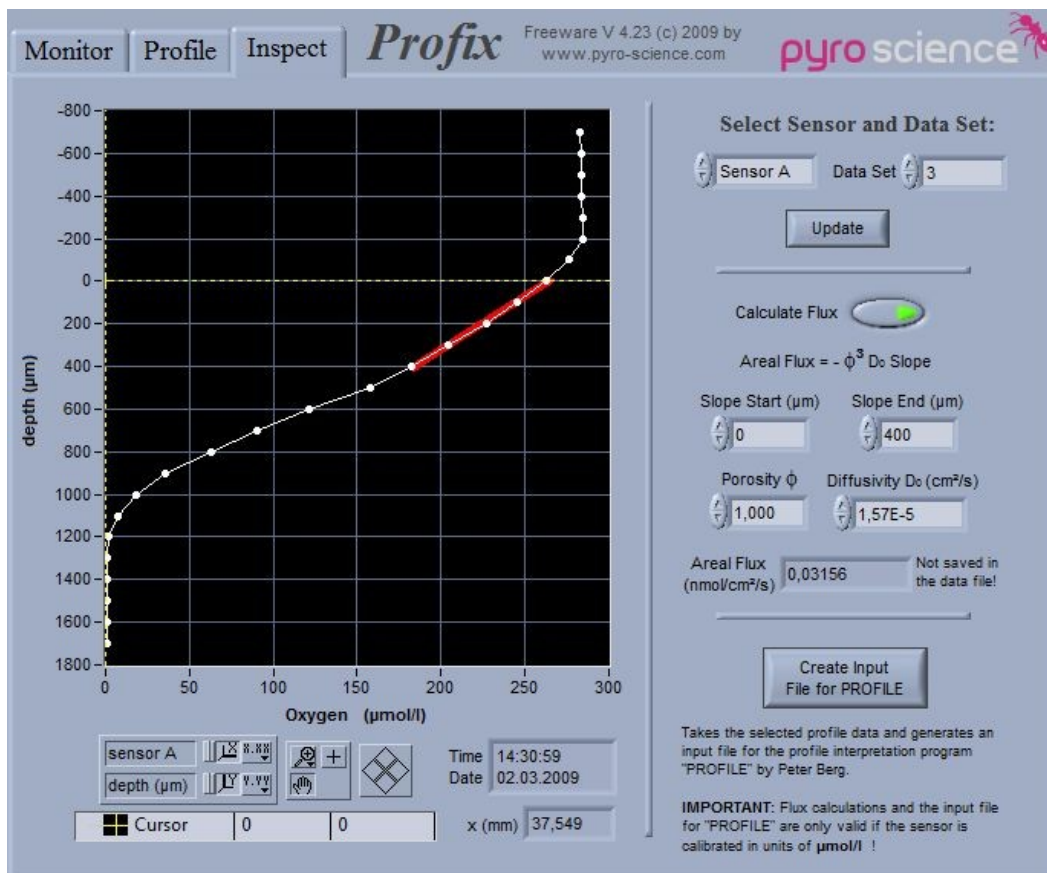 Monitor
Profile
Inspect
Profix
Freeware V 4.23 (c) 2009 by
www.pyro-science.com
pyro science
-800
-600
-400
-200
0
200
400
600
800
1000
1200
1400
1600
1800
depth (µm)
0 50 100 150 200 250 300
Oxygen (µmol/l)
sensor A
depth (µm)
Cursor 0 0
Time 14:30:59
Date 02.03.2009
x (mm) 37,549
Select Sensor and Data Set:
Sensor A Data Set 3
Update
Calculate Flux
Areal Flux = - ϕ³ D₀ Slope
Slope Start (µm) Slope End (µm)
0 400
Porosity ϕ Diffusivity D₀ (cm²/s)
1,000 1,57E-5
Areal Flux
(nmol/cm²/s)
0,03156
Not saved in
the data file!
Create Input
File for PROFILE
Takes the selected profile data and generates an
input file for the profile interpretation program
"PROFILE" by Peter Berg.
IMPORTANT: Flux calculations and the input file
for "PROFILE" are only valid if the sensor is
calibrated in units of µmol/l !